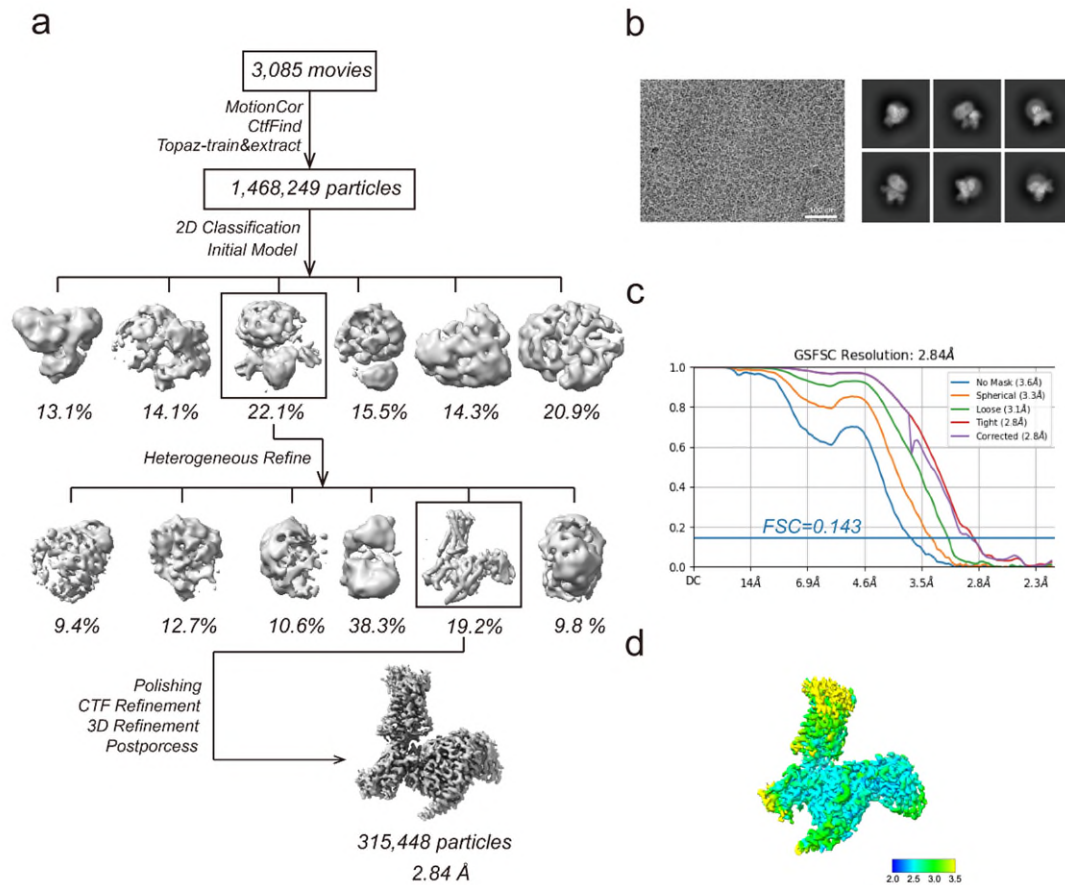 a
3,085 movies
MotionCor
CtfFind
Topaz-train&extract
1,468,249 particles
2D Classification
Initial Model
13.1% 14.1% 22.1% 15.5% 14.3% 20.9%
Heterogeneous Refine
9.4% 12.7% 10.6% 38.3% 19.2% 9.8 %
Polishing
CTF Refinement
3D Refinement
Postporcess
315,448 particles
2.84 Å
b
c
GSFSC Resolution: 2.84Å
1.0
0.8
0.6
0.4
0.2
0.0
No Mask (3.6Å)
Spherical (3.3Å)
Loose (3.1Å)
Tight (2.8Å)
Corrected (2.8Å)
FSC=0.143
DC 14Å 6.9Å 4.6Å 3.5Å 2.8Å 2.3Å
d
2.0 2.5 3.0 3.5